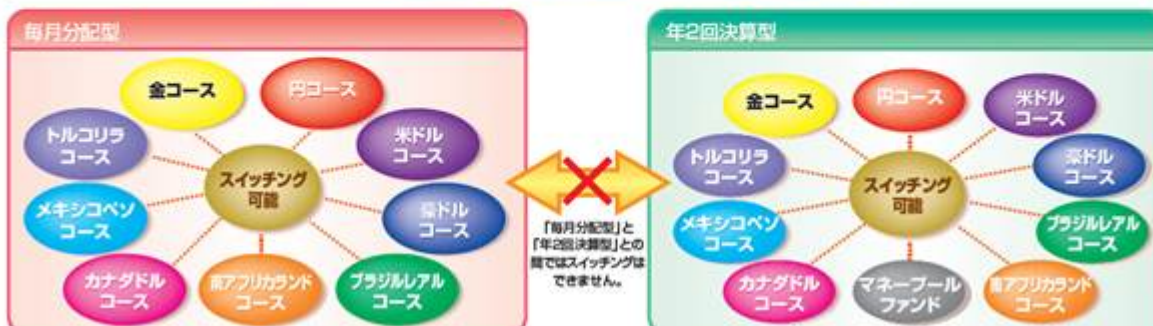 毎月分配型
金コース
円コース
トルコリラ
コース
米ドル
コース
スイッチング
可能
メキシコペソ
コース
豪ドル
コース
カナダドル
コース
南アフリカランド
コース
ブラジルレアル
コース
「毎月分配型」と
「年2回決算型」との
間ではスイッチングは
できません。
年2回決算型
金コース
円コース
米ドル
コース
トルコリラ
コース
豪ドル
コース
スイッチング
可能
メキシコペソ
コース
ブラジルレアル
コース
カナダドル
コース
マネープール
ファンド
南アフリカランド
コース